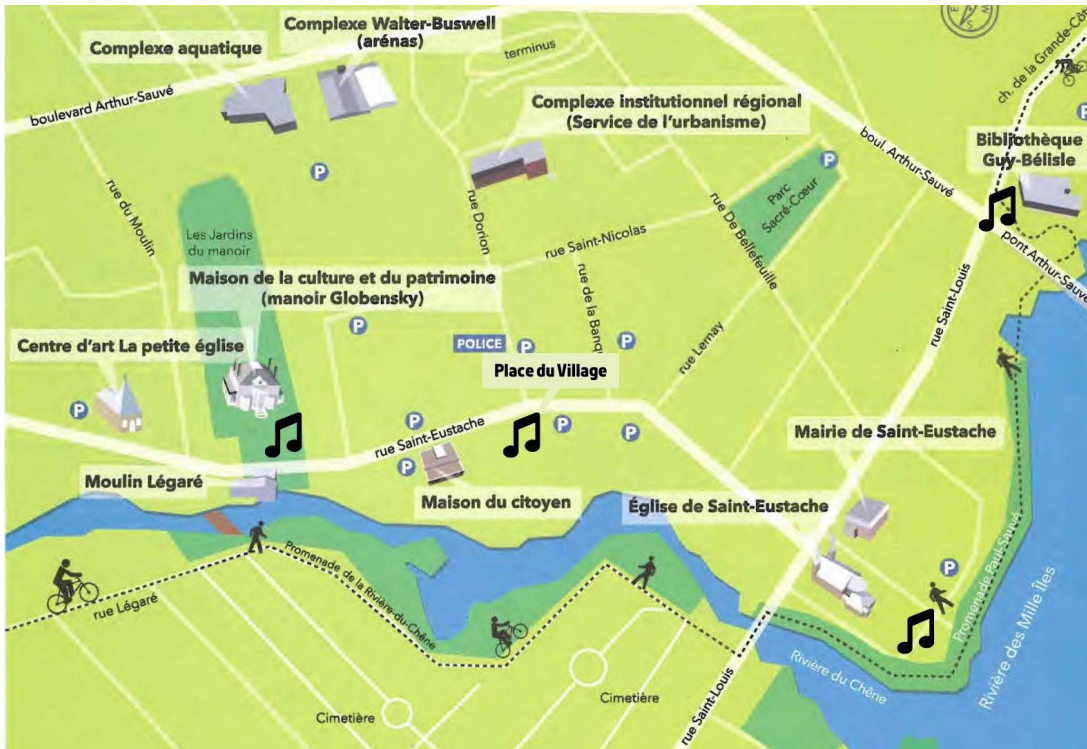 Complexe Walter-Buswell
(arénas)
Complexe aquatique
terminus
boulevard Arthur-Sauvé
Complexe institutionnel régional
(Service de l'urbanisme)
E
S
ch. de la Grande-Côt
P
boul. Arthur-Sauvé
Bibliothèque
Guy-Bélisle
P
P
Parc
Sacré-Cœur
rue du Moulin
rue Dorion
rue De Bellefeuille
Les Jardins
du manoir
rue Saint-Nicolas
pont Arthur-Sauvé
Maison de la culture et du patrimoine
(manoir Globensky)
rue de la Banq
rue Saint-Louis
P
POLICE
P
rue Lemay
Centre d'art La petite église
Place du Village
P
P
P
P
P
rue Saint-Eustache
P
Mairie de Saint-Eustache
Moulin Légaré
Maison du citoyen
Église de Saint-Eustache
Promenade de la Rivière-du-Chêne
rue Légaré
P
Promenade Paul-Sauvé
Rivière des Mille Îles
Rivière du Chêne
rue Saint-Louis
Cimetière
Cimetière